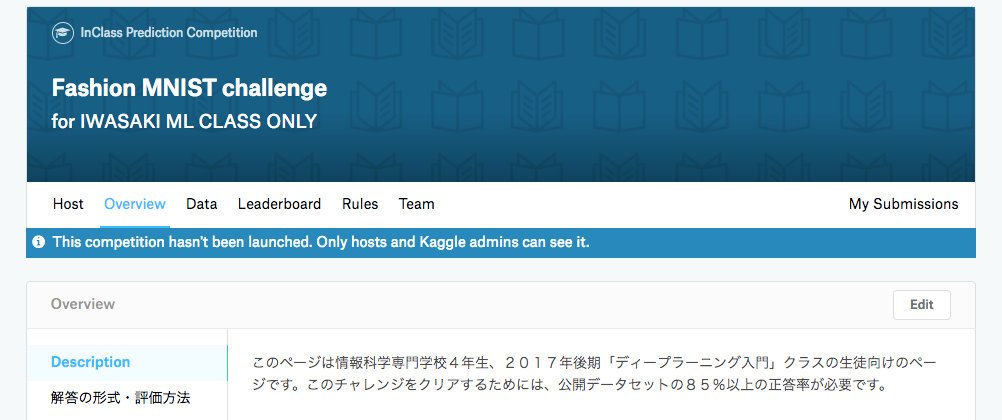 InClass Prediction Competition
Fashion MNIST challenge
for IWASAKI ML CLASS ONLY
Host Overview Data Leaderboard Rules Team My Submissions
This competition hasn't been launched. Only hosts and Kaggle admins can see it.
Overview Edit
Description
解答の形式・評価方法
このページは情報科学専門学校４年生、２０１７年後期「ディープラーニング入門」クラスの生徒向けのペー
ジです。このチャレンジをクリアするためには、公開データセットの８５％以上の正答率が必要です。